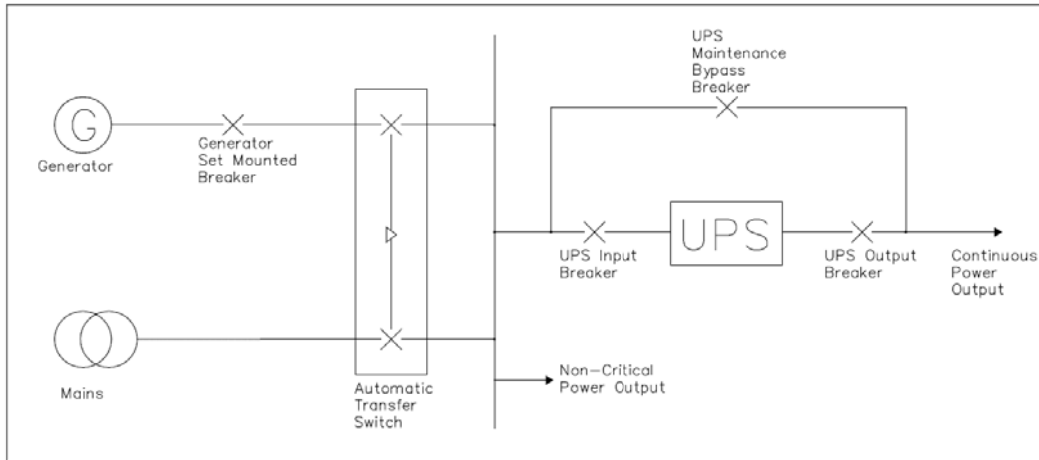 UPS
Maintenance
Bypass
Breaker
G
Generator
Generator
Set Mounted
Breaker
UPS
UPS Input
Breaker
UPS Output
Breaker
Continuous
Power
Output
Mains
Automatic
Transfer
Switch
Non-Critical
Power Output